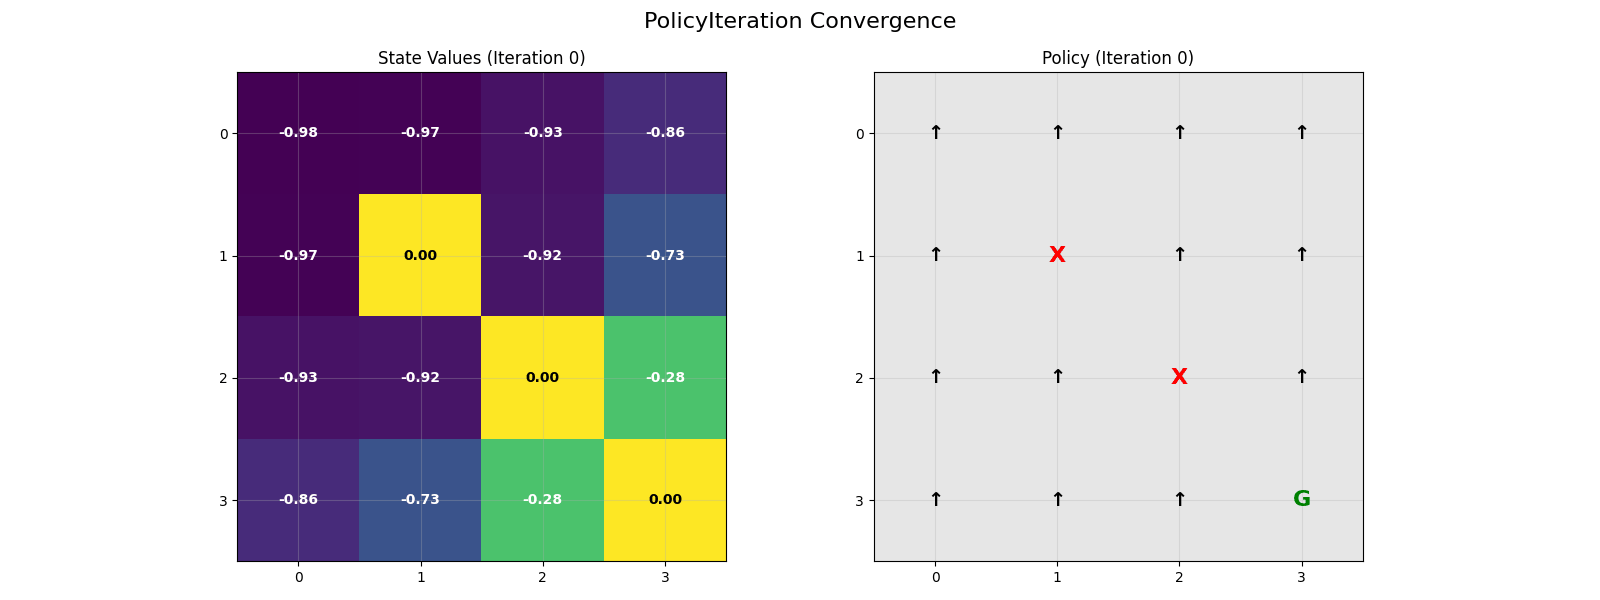 PolicyIteration Convergence
State Values (Iteration 0)
0 -0.98 -0.97 -0.93 -0.86
1 -0.97 0.00 -0.92 -0.73
2 -0.93 -0.92 0.00 -0.28
3 -0.86 -0.73 -0.28 0.00
0 1 2 3
Policy (Iteration 0)
0 ↑ ↑ ↑ ↑
1 ↑ X ↑ ↑
2 ↑ ↑ X ↑
3 ↑ ↑ ↑ G
0 1 2 3